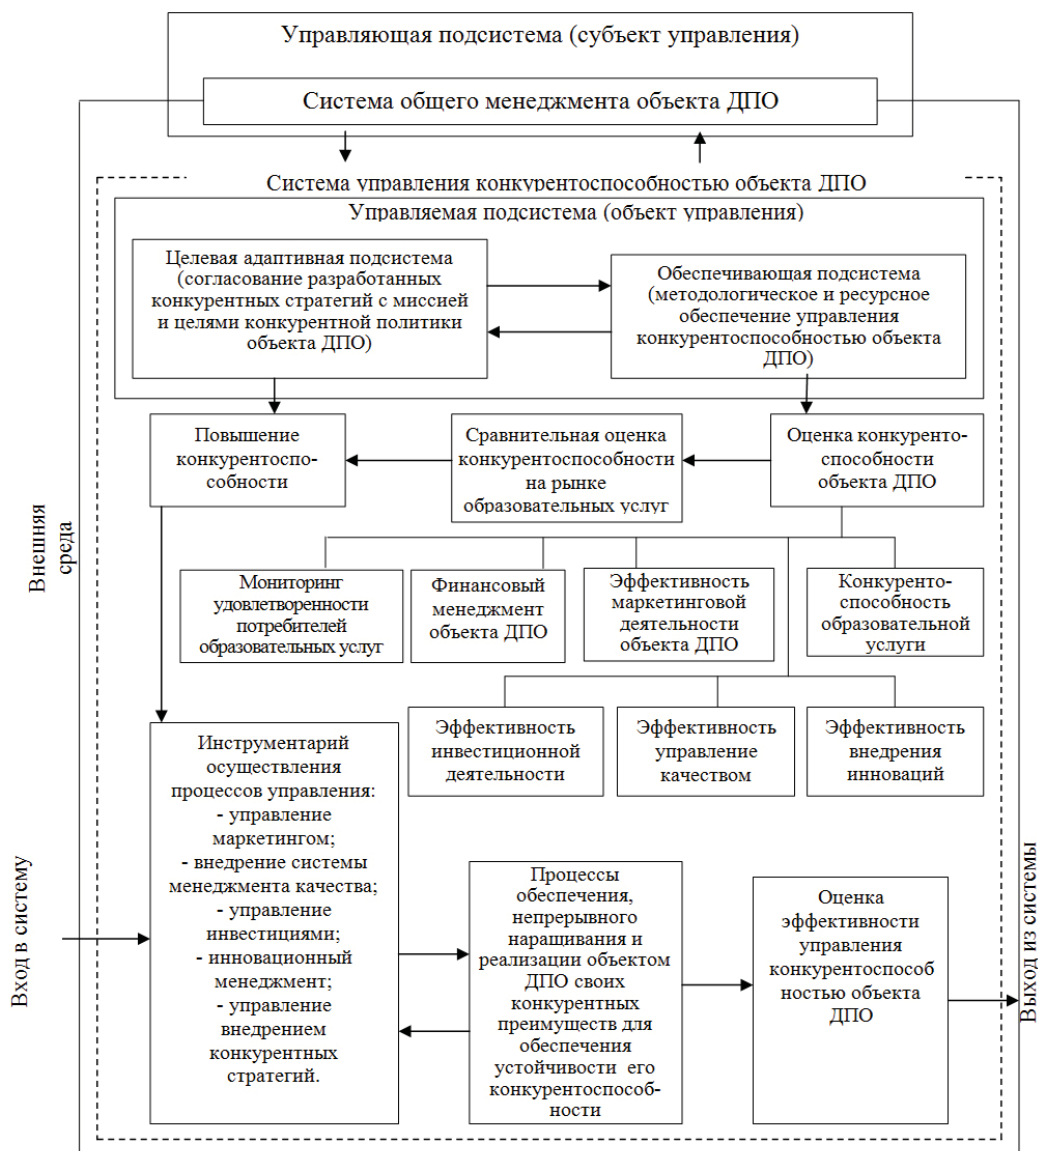 Управляющая подсистема (субъект управления)
Система общего менеджмента объекта ДПО
Система управления конкурентоспособностью объекта ДПО
Управляемая подсистема (объект управления)
Целевая адаптивная подсистема
(согласование разработанных
конкурентных стратегий с миссией
и целями конкурентной политики
объекта ДПО)
Обеспечивающая подсистема
(методологическое и ресурсное
обеспечение управления
конкурентоспособностью объекта
ДПО)
Повышение
конкурентоспо-
собности
Сравнительная оценка
конкурентоспособности
на рынке
образовательных услуг
Оценка конкуренто-
способности
объекта ДПО
Внешняя
среда
Мониторинг
удовлетворенности
потребителей
образовательных услуг
Финансовый
менеджмент
объекта ДПО
Эффективность
маркетинговой
деятельности
объекта ДПО
Конкуренто-
способность
образовательной
услуги
Эффективность
инвестиционной
деятельности
Эффективность
управление
качеством
Эффективность
внедрения
инноваций
Инструментарий
осуществления
процессов управления:
- управление
маркетингом;
- внедрение системы
менеджмента качества;
- управление
инвестициями;
- инновационный
менеджмент;
- управление
внедрением
конкурентных
стратегий.
Вход в систему
Процессы
обеспечения,
непрерывного
наращивания и
реализации объектом
ДПО своих
конкурентных
преимуществ для
обеспечения
устойчивости его
конкурентоспособ-
ности
Оценка
эффективности
управления
конкурентоспособ
ностью объекта
ДПО
Выход из системы